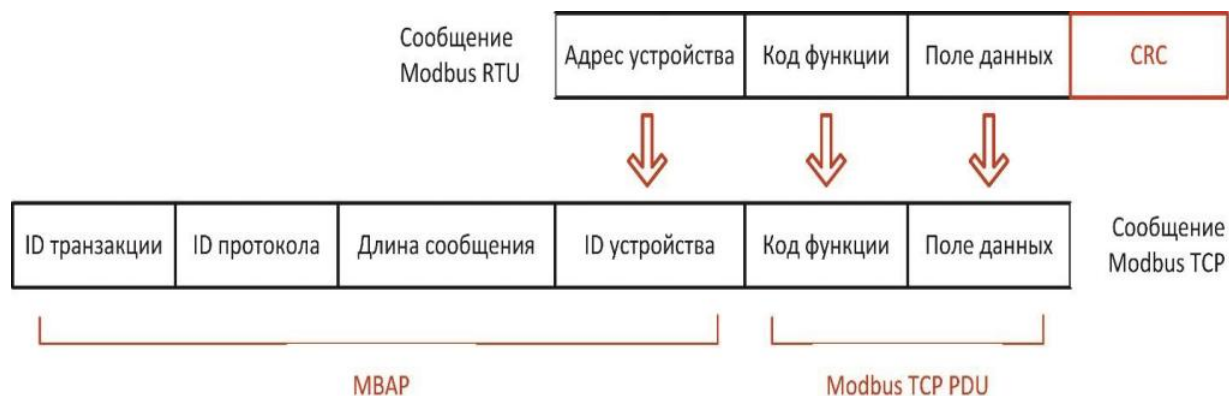 Сообщение
Modbus RTU
Адрес устройства
Код функции
Поле данных
CRC
ID транзакции
ID протокола
Длина сообщения
ID устройства
Код функции
Поле данных
Сообщение
Modbus TCP
MBAP
Modbus TCP PDU